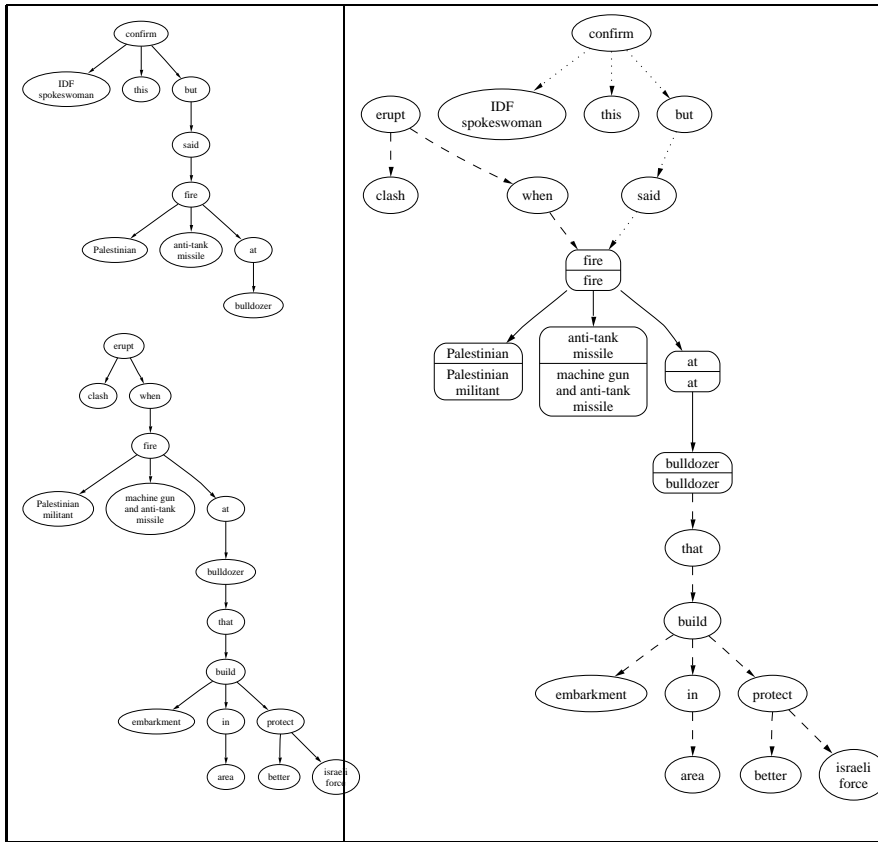 confirm
IDF
spokeswoman
this
but
said
fire
Palestinian
anti-tank
missile
at
bulldozer
erupt
clash
when
fire
Palestinian
militant
machine gun
and anti-tank
missile
at
bulldozer
that
build
embarkment
in
protect
area
better
israeli
force
confirm
IDF
spokeswoman
this
but
erupt
clash
when
said
fire
fire
Palestinian
Palestinian
militant
anti-tank
missile
machine gun
and anti-tank
missile
at
at
bulldozer
bulldozer
that
build
embarkment
in
protect
area
better
israeli
force